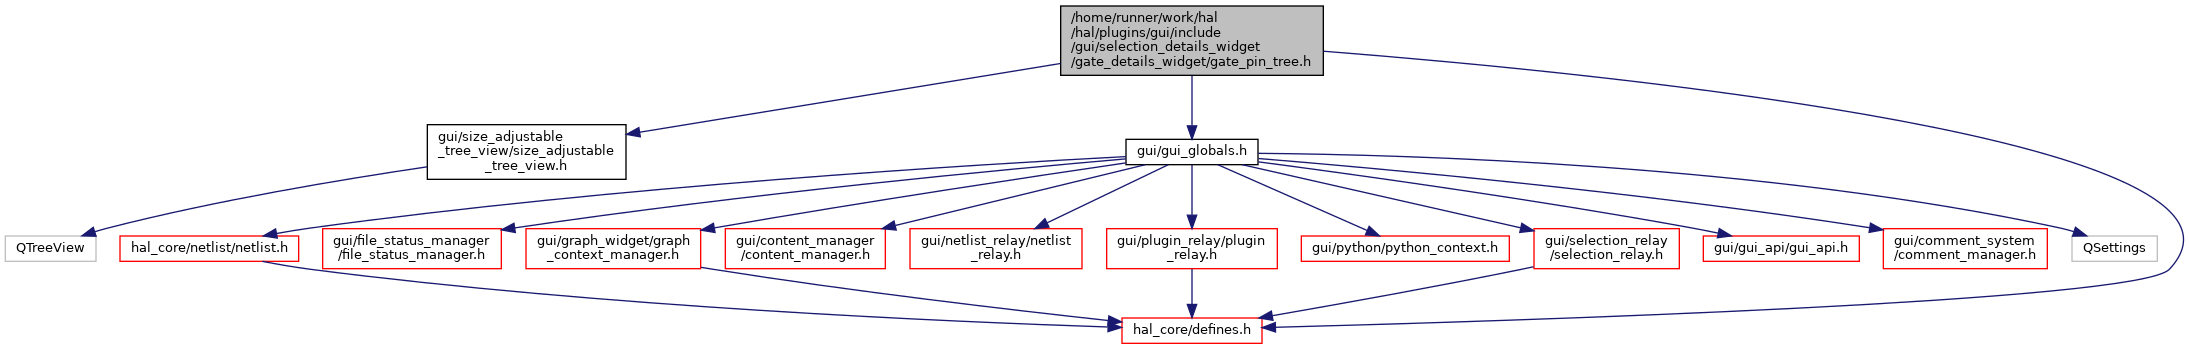 /home/runner/work/hal
/hal/plugins/gui/include
/gui/selection_details_widget
/gate_details_widget/gate_pin_tree.h
gui/size_adjustable
_tree_view/size_adjustable
_tree_view.h
gui/gui_globals.h
QTreeView
hal_core/netlist/netlist.h
gui/file_status_manager
/file_status_manager.h
gui/graph_widget/graph
_context_manager.h
gui/content_manager
/content_manager.h
gui/netlist_relay/netlist
_relay.h
gui/plugin_relay/plugin
_relay.h
gui/python/python_context.h
gui/selection_relay
/selection_relay.h
gui/gui_api/gui_api.h
gui/comment_system
/comment_manager.h
QSettings
hal_core/defines.h